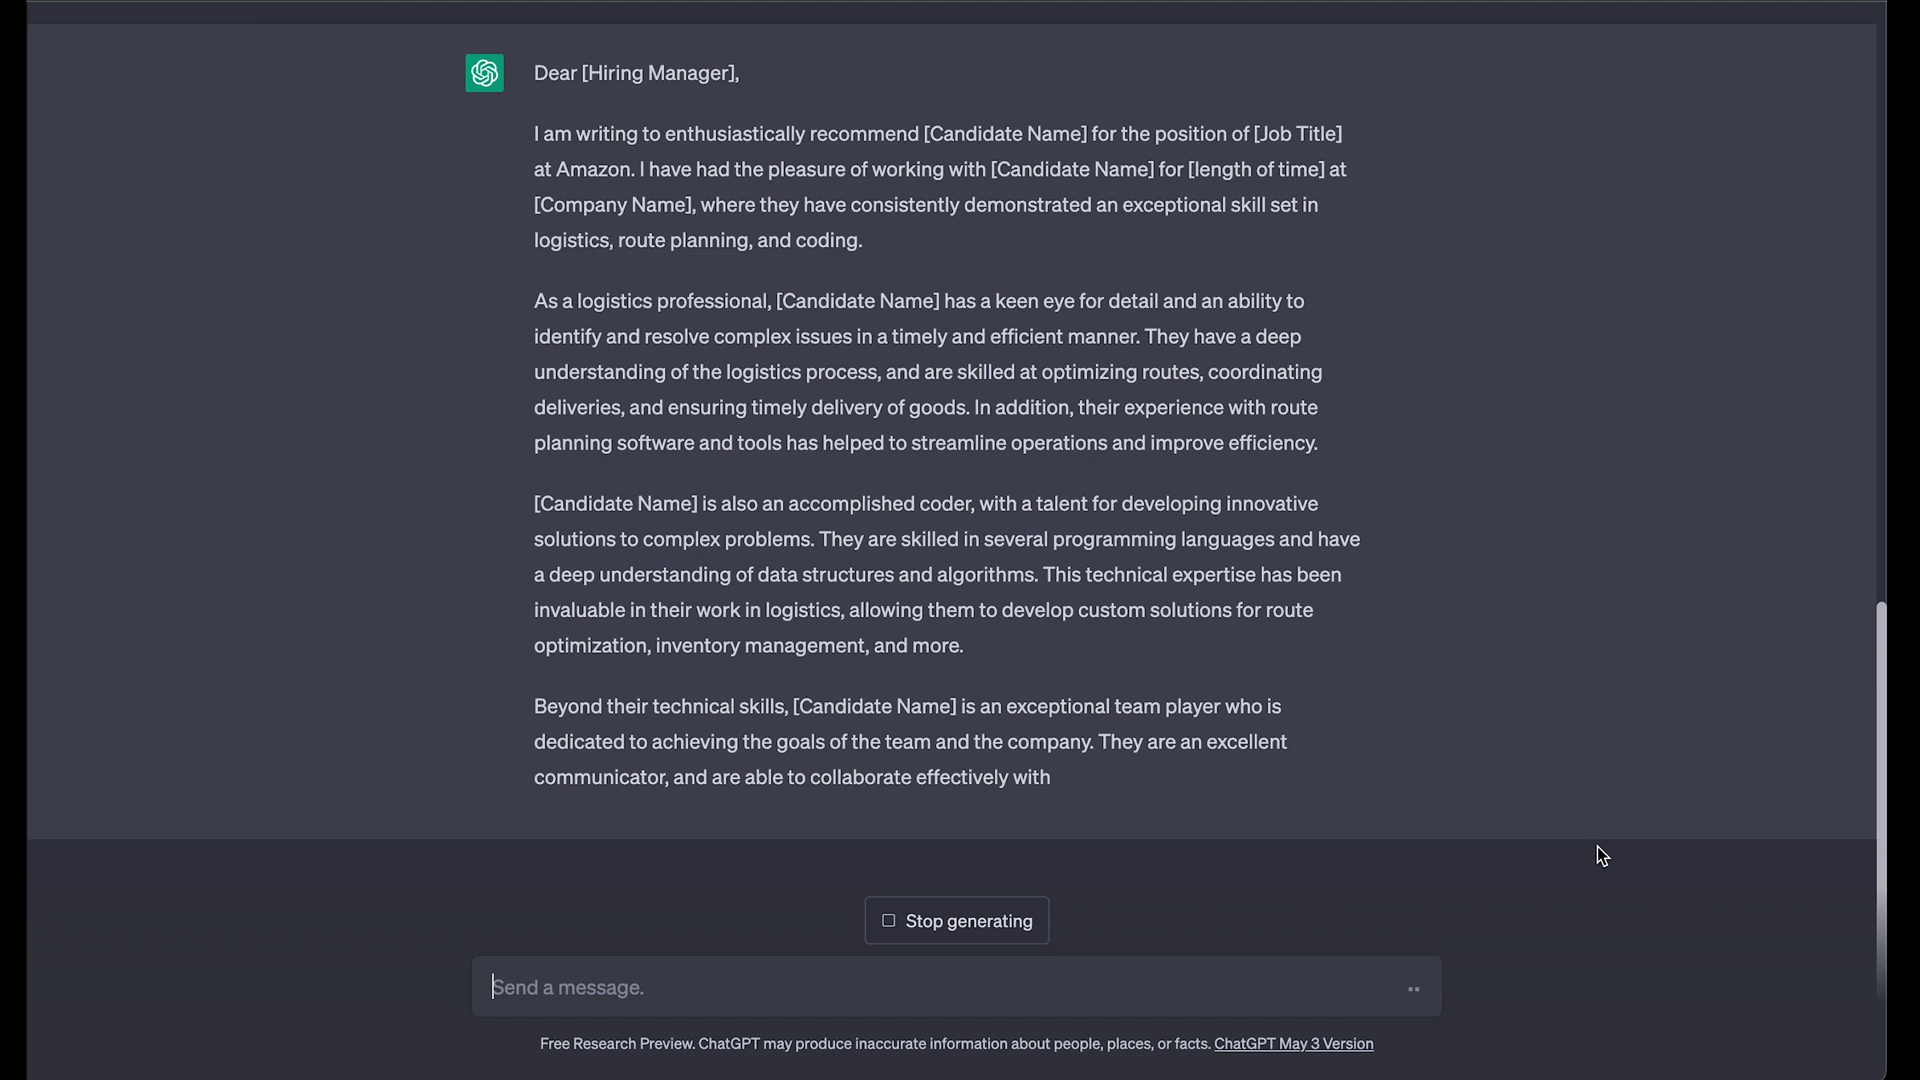 Dear [Hiring Manager],
I am writing to enthusiastically recommend [Candidate Name] for the position of [Job Title]
at Amazon. I have had the pleasure of working with [Candidate Name] for [length of time] at
[Company Name], where they have consistently demonstrated an exceptional skill set in
logistics, route planning, and coding.
As a logistics professional, [Candidate Name] has a keen eye for detail and an ability to
identify and resolve complex issues in a timely and efficient manner. They have a deep
understanding of the logistics process, and are skilled at optimizing routes, coordinating
deliveries, and ensuring timely delivery of goods. In addition, their experience with route
planning software and tools has helped to streamline operations and improve efficiency.
[Candidate Name] is also an accomplished coder, with a talent for developing innovative
solutions to complex problems. They are skilled in several programming languages and have
a deep understanding of data structures and algorithms. This technical expertise has been
invaluable in their work in logistics, allowing them to develop custom solutions for route
optimization, inventory management, and more.
Beyond their technical skills, [Candidate Name] is an exceptional team player who is
dedicated to achieving the goals of the team and the company. They are an excellent
communicator, and are able to collaborate effectively with
Stop generating
Send a message.
Free Research Preview. ChatGPT may produce inaccurate information about people, places, or facts. ChatGPT May 3 Version